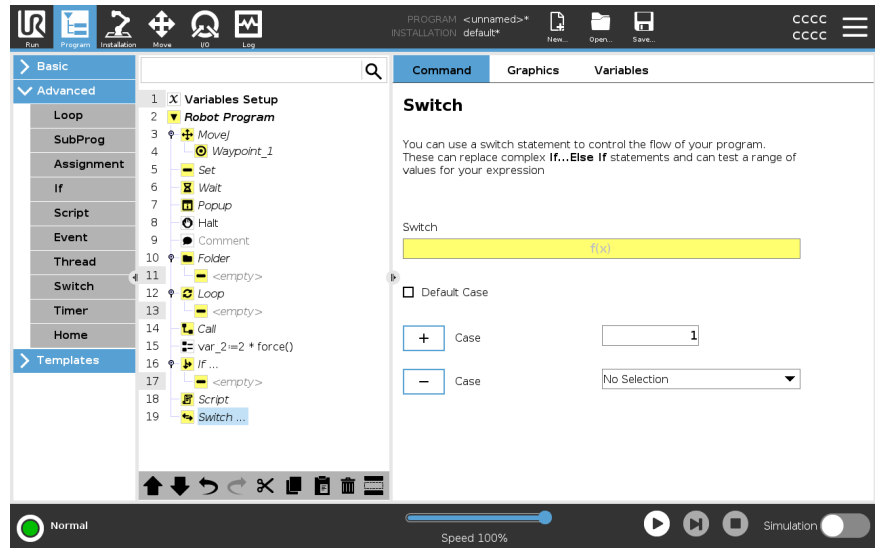 UR
PROGRAM <unnamed>*
INSTALLATION default*
CCCC
CCCC
Run Program Installation Move I/O Log New... Open... Save...
Basic
Advanced
Loop
SubProg
Assignment
If
Script
Event
Thread
Switch
Timer
Home
Templates
1 X Variables Setup
2 Robot Program
3 MoveJ
4 Waypoint_1
5 Set
6 Wait
7 Popup
8 Halt
9 Comment
10 Folder
11 <empty>
12 Loop
13 <empty>
14 Call
15 var_2:=2 * force()
16 If ...
17 <empty>
18 Script
19 Switch ...
Command Graphics Variables
Switch
You can use a switch statement to control the flow of your program.
These can replace complex If...Else If statements and can test a range of
values for your expression
Switch
f(x)
Default Case
+ Case 1
− Case No Selection
Normal
Speed 100%
Simulation